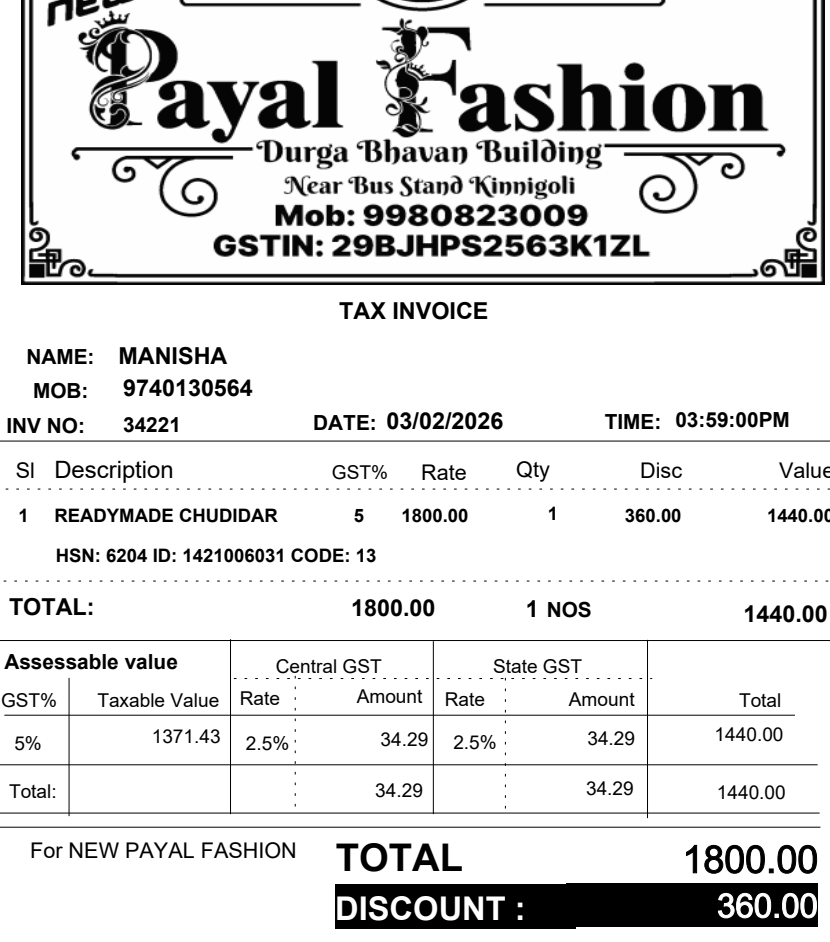 new
Payal Fashion
Durga Bhavan Building
Near Bus Stand Kinnigoli
Mob: 9980823009
GSTIN: 29BJHPS2563K1ZL
TAX INVOICE
NAME: MANISHA
MOB: 9740130564
INV NO: 34221 DATE: 03/02/2026 TIME: 03:59:00PM
Sl Description GST% Rate Qty Disc Value
1 READYMADE CHUDIDAR 5 1800.00 1 360.00 1440.00
HSN: 6204 ID: 1421006031 CODE: 13
TOTAL: 1800.00 1 NOS 1440.00
Assessable value Central GST State GST
GST% Taxable Value Rate Amount Rate Amount Total
5% 1371.43 2.5% 34.29 2.5% 34.29 1440.00
Total: 34.29 34.29 1440.00
For NEW PAYAL FASHION TOTAL 1800.00
DISCOUNT : 360.00